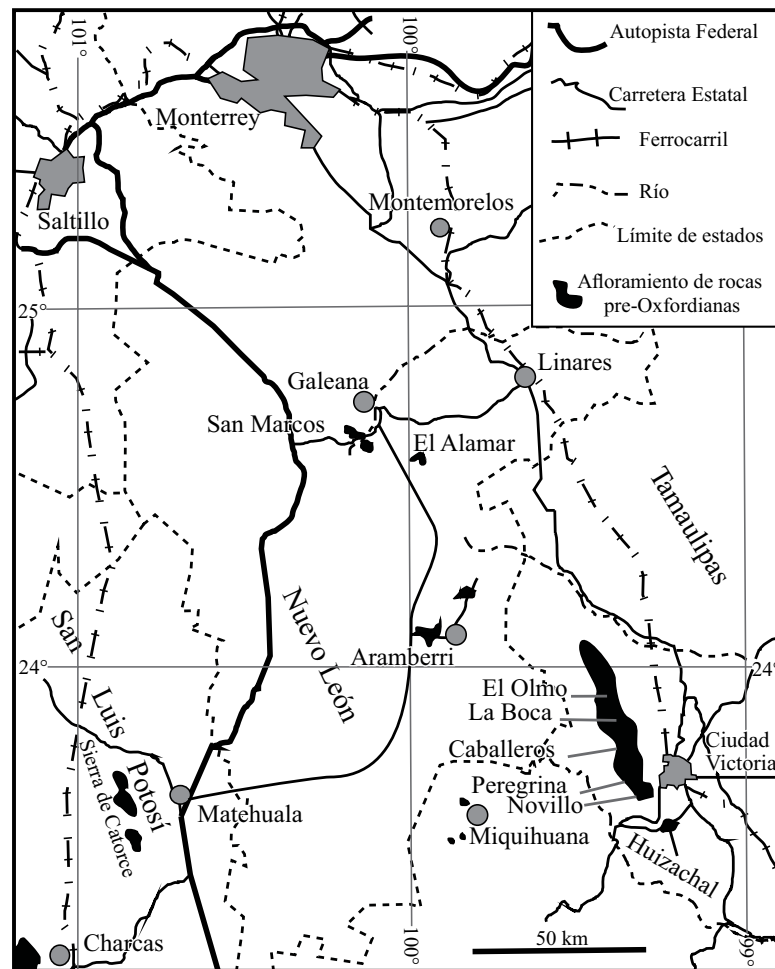 101°
100°
Autopista Federal
Carretera Estatal
Ferrocarril
Río
Límite de estados
Afloramiento de rocas
pre-Oxfordianas
Monterrey
Saltillo
Montemorelos
25°
Linares
Galeana
San Marcos
El Alamar
Tamaulipas
Nuevo León
San
Luis
Potosí
Aramberri
24°
24°
El Olmo
La Boca
Caballeros
Peregrina
Novillo
Ciudad
Victoria
Sierra de Catorce
Matehuala
Miquihuana
Huizachal
Charcas
100°
50 km
99°